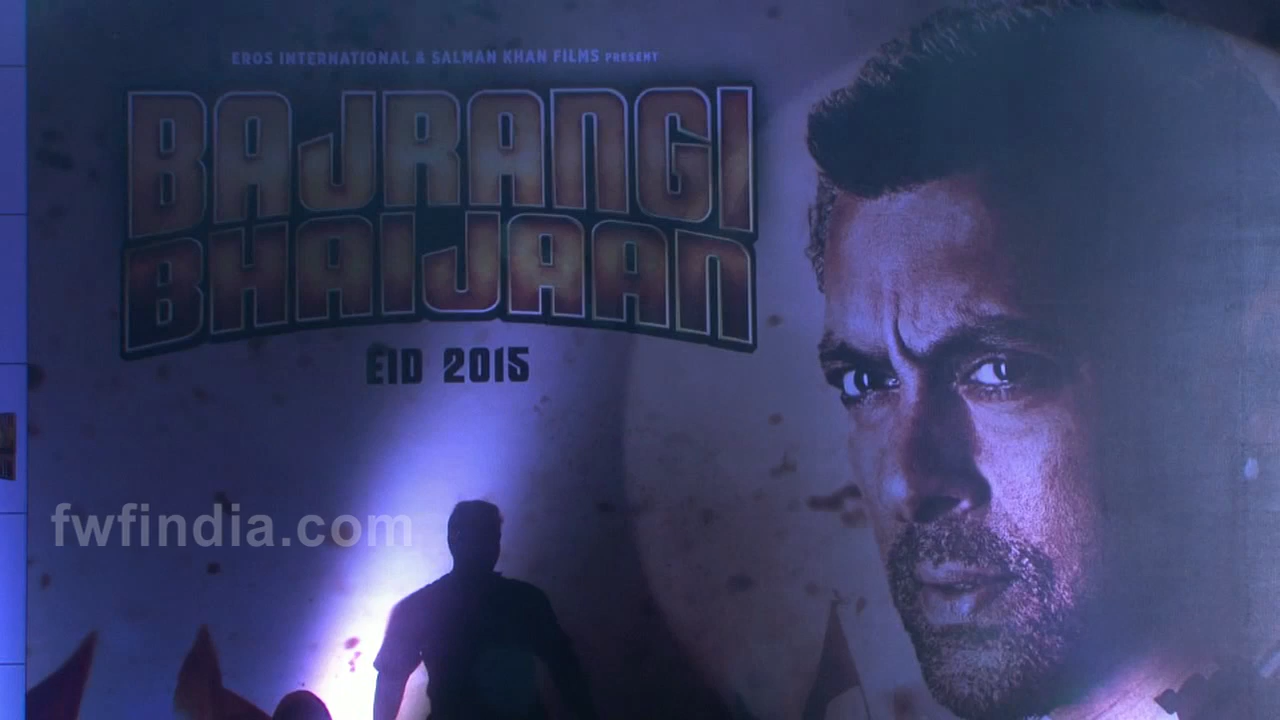 EROS INTERNATIONAL & SALMAN KHAN FILMS PRESENT
BAJRANGI
BHAIJAAN
EID 2015
fwfindia.com